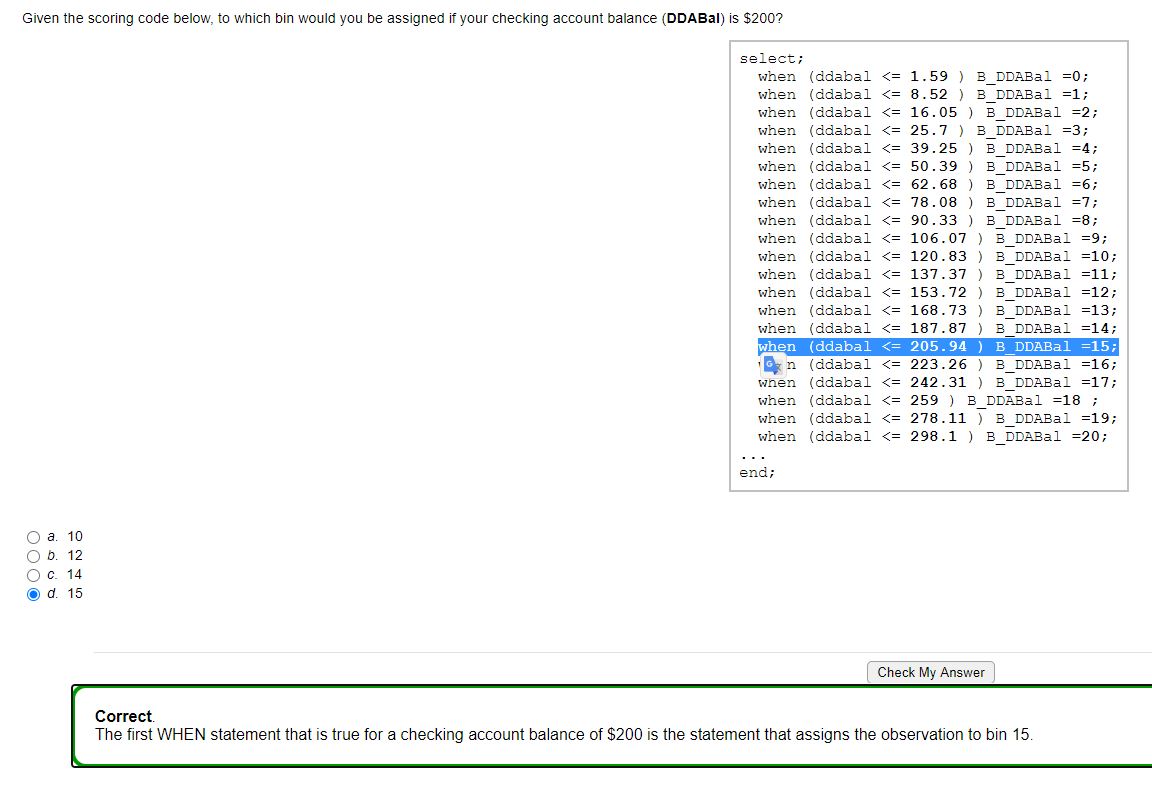 Given the scoring code below, to which bin would you be assigned if your checking account balance (DDABal) is $200?
select;
when (ddabal <= 1.59 ) B_DDABal =0;
when (ddabal <= 8.52 ) B_DDABal =1;
when (ddabal <= 16.05 ) B_DDABal =2;
when (ddabal <= 25.7 ) B_DDABal =3;
when (ddabal <= 39.25 ) B_DDABal =4;
when (ddabal <= 50.39 ) B_DDABal =5;
when (ddabal <= 62.68 ) B_DDABal =6;
when (ddabal <= 78.08 ) B_DDABal =7;
when (ddabal <= 90.33 ) B_DDABal =8;
when (ddabal <= 106.07 ) B_DDABal =9;
when (ddabal <= 120.83 ) B_DDABal =10;
when (ddabal <= 137.37 ) B_DDABal =11;
when (ddabal <= 153.72 ) B_DDABal =12;
when (ddabal <= 168.73 ) B_DDABal =13;
when (ddabal <= 187.87 ) B_DDABal =14;
when (ddabal <= 205.94 ) B_DDABal =15;
n (ddabal <= 223.26 ) B_DDABal =16;
when (ddabal <= 242.31 ) B_DDABal =17;
when (ddabal <= 259 ) B_DDABal =18 ;
when (ddabal <= 278.11 ) B_DDABal =19;
when (ddabal <= 298.1 ) B_DDABal =20;
...
end;
a. 10
b. 12
c. 14
d. 15
Check My Answer
Correct.
The first WHEN statement that is true for a checking account balance of $200 is the statement that assigns the observation to bin 15.